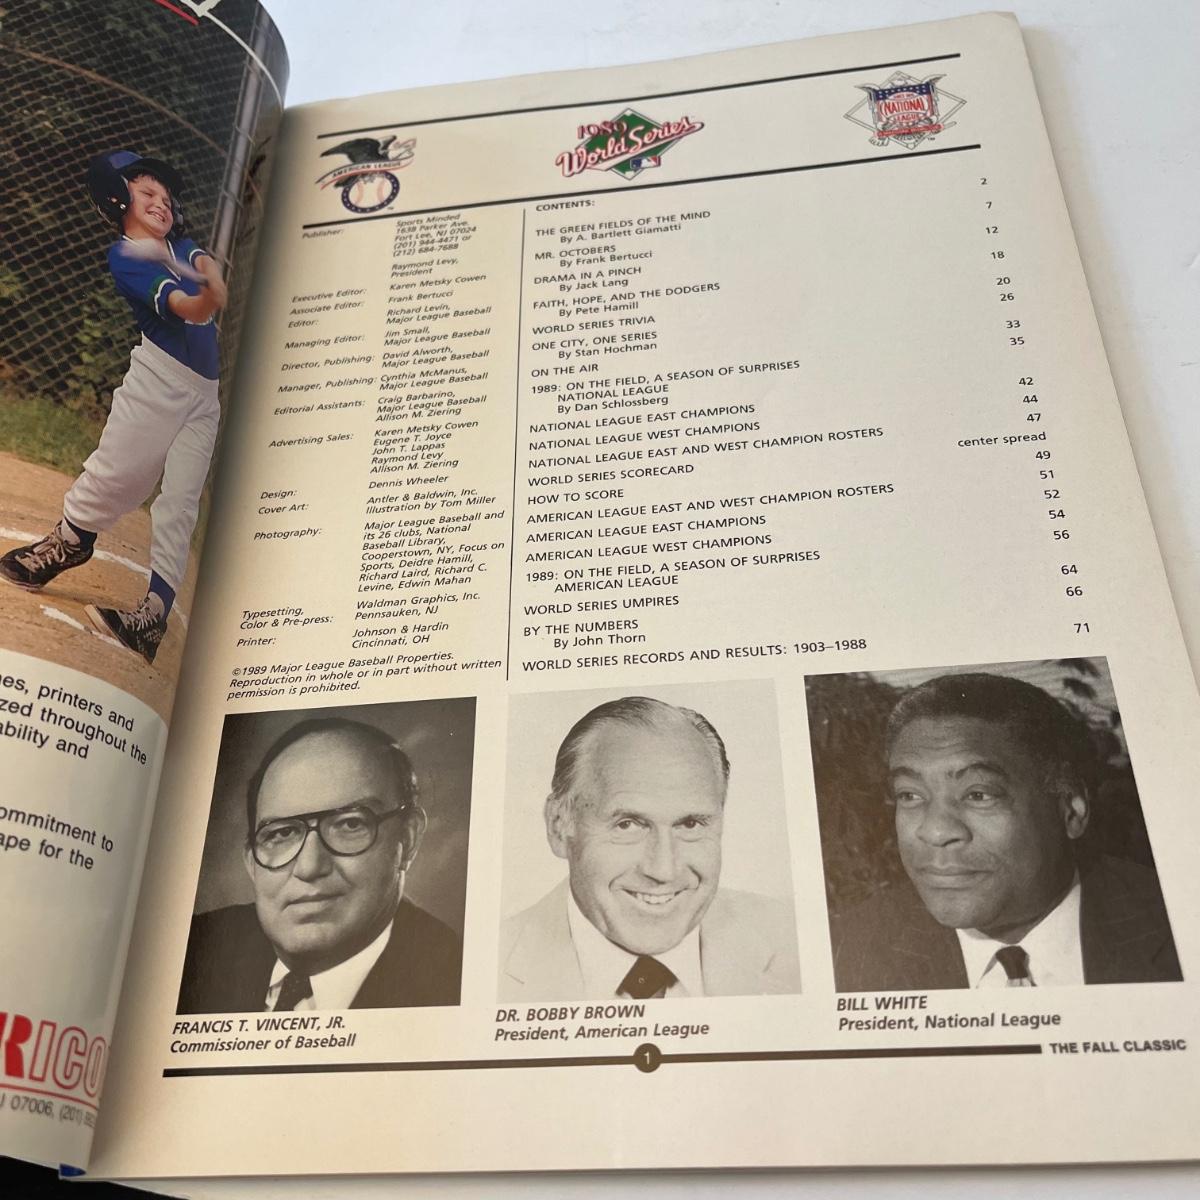 AMERICAN LEAGUE
1989
World Series
NATIONAL
LEAGUE
Publisher:
Sports Minded
1638 Parker Ave.
Fort Lee, NJ 07024
(201) 944-4471 or
(212) 684-7688
Raymond Levy,
President
Executive Editor: Karen Metsky Cowen
Associate Editor: Frank Bertucci
Editor: Richard Levin,
Major League Baseball
Managing Editor: Jim Small,
Major League Baseball
Director, Publishing: David Alworth,
Major League Baseball
Manager, Publishing: Cynthia McManus,
Major League Baseball
Editorial Assistants: Craig Barbarino,
Major League Baseball
Allison M. Ziering
Advertising Sales: Karen Metsky Cowen
Eugene T. Joyce
John T. Lappas
Raymond Levy
Allison M. Ziering
Design: Dennis Wheeler
Cover Art: Antler & Baldwin, Inc.
Illustration by Tom Miller
Photography: Major League Baseball and
its 26 clubs, National
Baseball Library,
Cooperstown, NY, Focus on
Sports, Deidre Hamill,
Richard Laird, Richard C.
Levine, Edwin Mahan
Typesetting,
Color & Pre-press: Waldman Graphics, Inc.
Pennsauken, NJ
Printer: Johnson & Hardin
Cincinnati, OH
©1989 Major League Baseball Properties.
Reproduction in whole or in part without written
permission is prohibited.
CONTENTS:
THE GREEN FIELDS OF THE MIND 2
By A. Bartlett Giamatti
MR. OCTOBERS 7
By Frank Bertucci
DRAMA IN A PINCH 12
By Jack Lang
FAITH, HOPE, AND THE DODGERS 18
By Pete Hamill
WORLD SERIES TRIVIA 20
ONE CITY, ONE SERIES 26
By Stan Hochman
ON THE AIR 33
1989: ON THE FIELD, A SEASON OF SURPRISES 35
NATIONAL LEAGUE
By Dan Schlossberg
NATIONAL LEAGUE EAST CHAMPIONS 42
NATIONAL LEAGUE WEST CHAMPIONS 44
NATIONAL LEAGUE EAST AND WEST CHAMPION ROSTERS 47
WORLD SERIES SCORECARD center spread
HOW TO SCORE 49
AMERICAN LEAGUE EAST AND WEST CHAMPION ROSTERS 51
AMERICAN LEAGUE EAST CHAMPIONS 52
AMERICAN LEAGUE WEST CHAMPIONS 54
1989: ON THE FIELD, A SEASON OF SURPRISES 56
AMERICAN LEAGUE
WORLD SERIES UMPIRES 64
BY THE NUMBERS 66
By John Thorn
WORLD SERIES RECORDS AND RESULTS: 1903–1988 71
FRANCIS T. VINCENT, JR.
Commissioner of Baseball
DR. BOBBY BROWN
President, American League
BILL WHITE
President, National League
1
THE FALL CLASSIC
es, printers and
zed throughout the
ability and
ommitment to
ape for the
RICO
J 07006, (201)